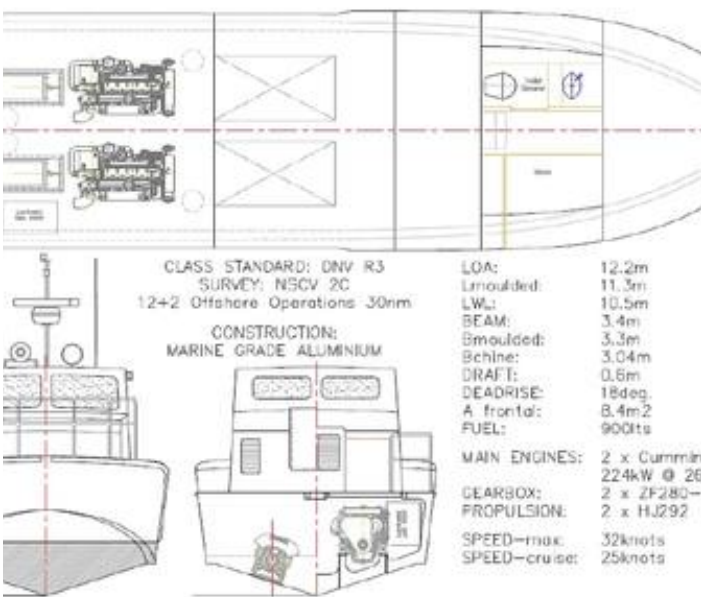 CLASS STANDARD: DNV R3
SURVEY: NSCV 2C
12+2 Offshore Operations 30nm
CONSTRUCTION:
MARINE GRADE ALUMINIUM
LOA: 12.2m
Lmoulded: 11.3m
LWL: 10.5m
BEAM: 3.4m
Bmoulded: 3.3m
Bchine: 3.04m
DRAFT: 0.6m
DEADRISE: 18deg.
A frontal: 8.4m2
FUEL: 900lts
MAIN ENGINES: 2 x Cummin
224kW @ 26
GEARBOX: 2 x ZF280-
PROPULSION: 2 x HJ292
SPEED-max: 32knots
SPEED-cruise: 25knots